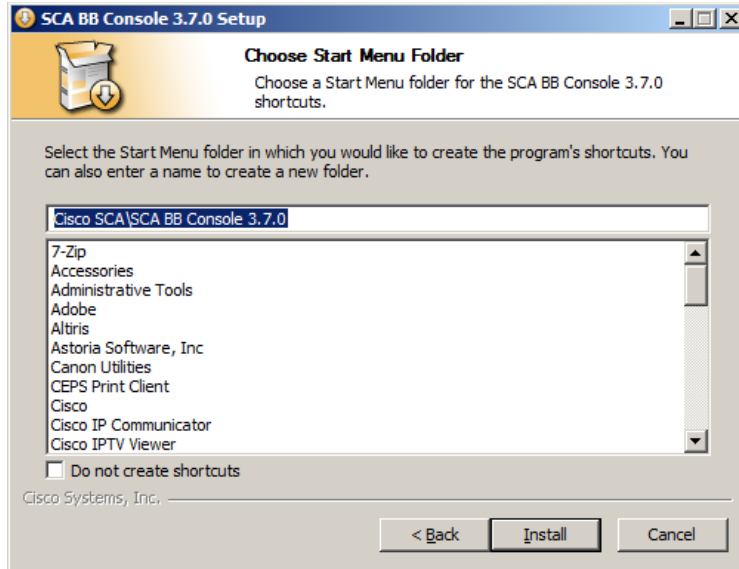 SCA BB Console 3.7.0 Setup
Choose Start Menu Folder
Choose a Start Menu folder for the SCA BB Console 3.7.0
shortcuts.
Select the Start Menu folder in which you would like to create the program's shortcuts. You
can also enter a name to create a new folder.
Cisco SCA\SCA BB Console 3.7.0
7-Zip
Accessories
Administrative Tools
Adobe
Altiris
Astoria Software, Inc
Canon Utilities
CEPS Print Client
Cisco
Cisco IP Communicator
Cisco IPTV Viewer
Do not create shortcuts
Cisco Systems, Inc.
< Back Install Cancel